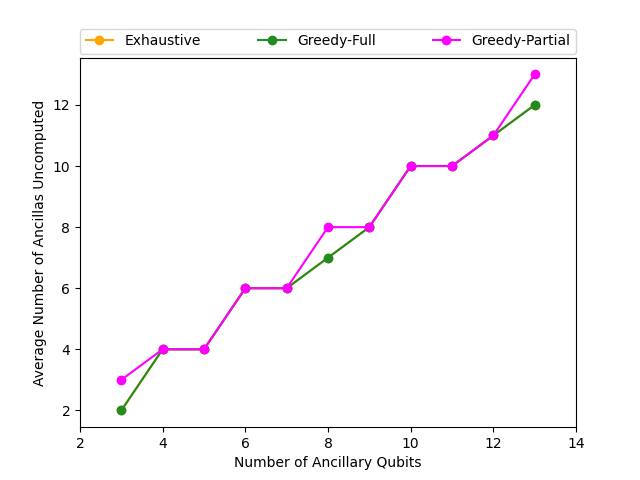 Exhaustive Greedy-Full Greedy-Partial
12
10
8
6
4
2
Average Number of Ancillas Uncomputed
2 4 6 8 10 12 14
Number of Ancillary Qubits